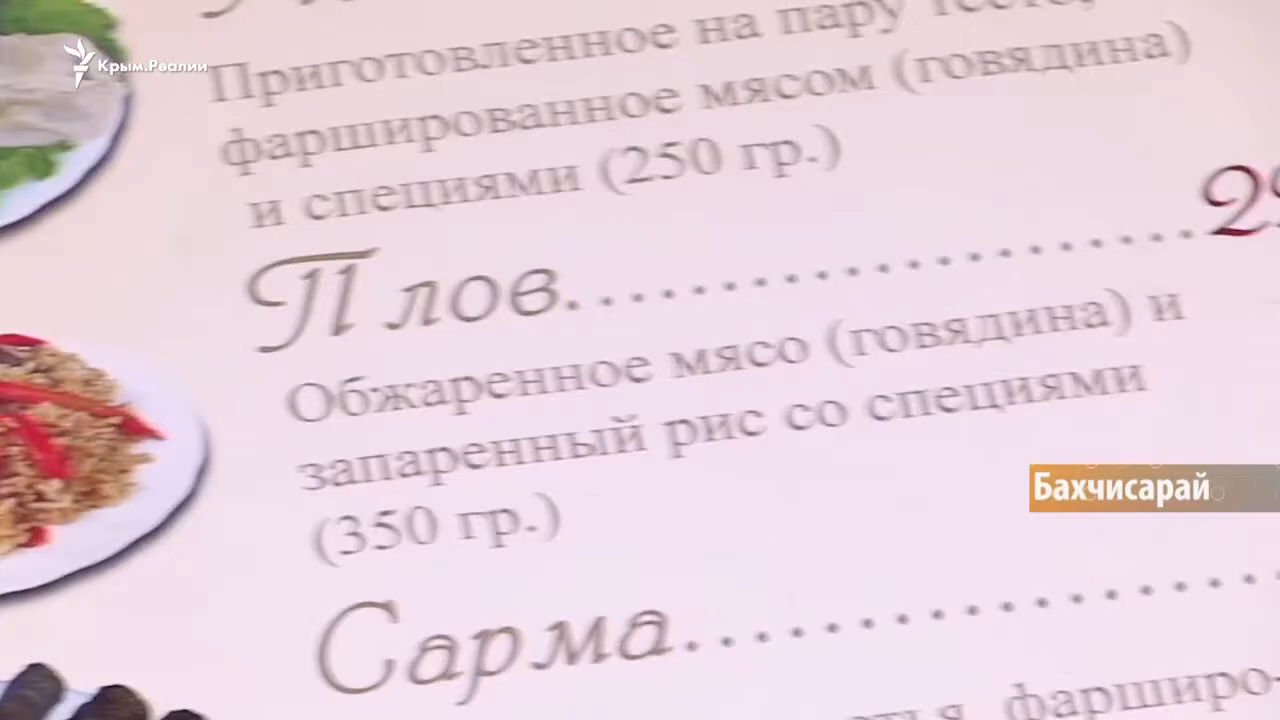 Крым.Реалии
Приготовленное на пару тесто,
фаршированное мясом (говядина)
и специями (250 гр.)
Плов
Обжаренное мясо (говядина) и
запаренный рис со специями
(350 гр.)
Бахчисарай
Сарма
фарширо-